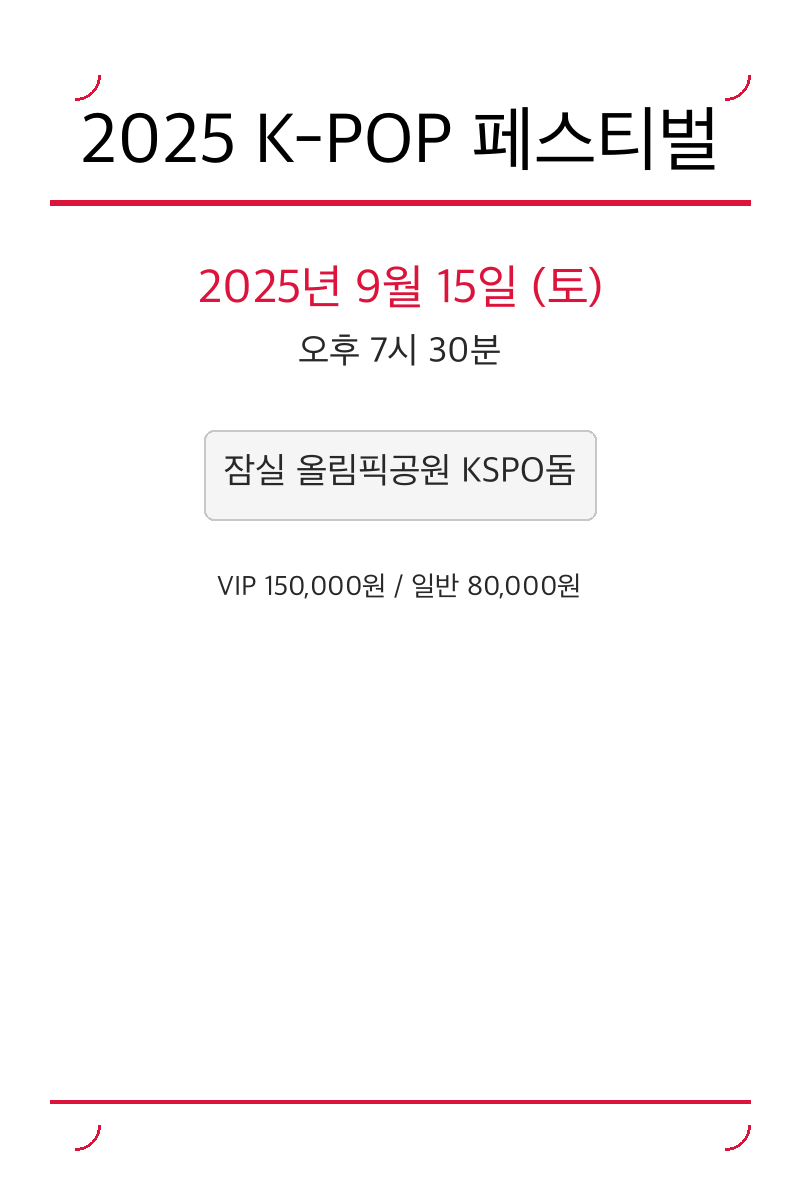 2025 K-POP 페스티벌
2025년 9월 15일 (토)
오후 7시 30분
잠실 올림픽공원 KSPO돔
VIP 150,000원 / 일반 80,000원